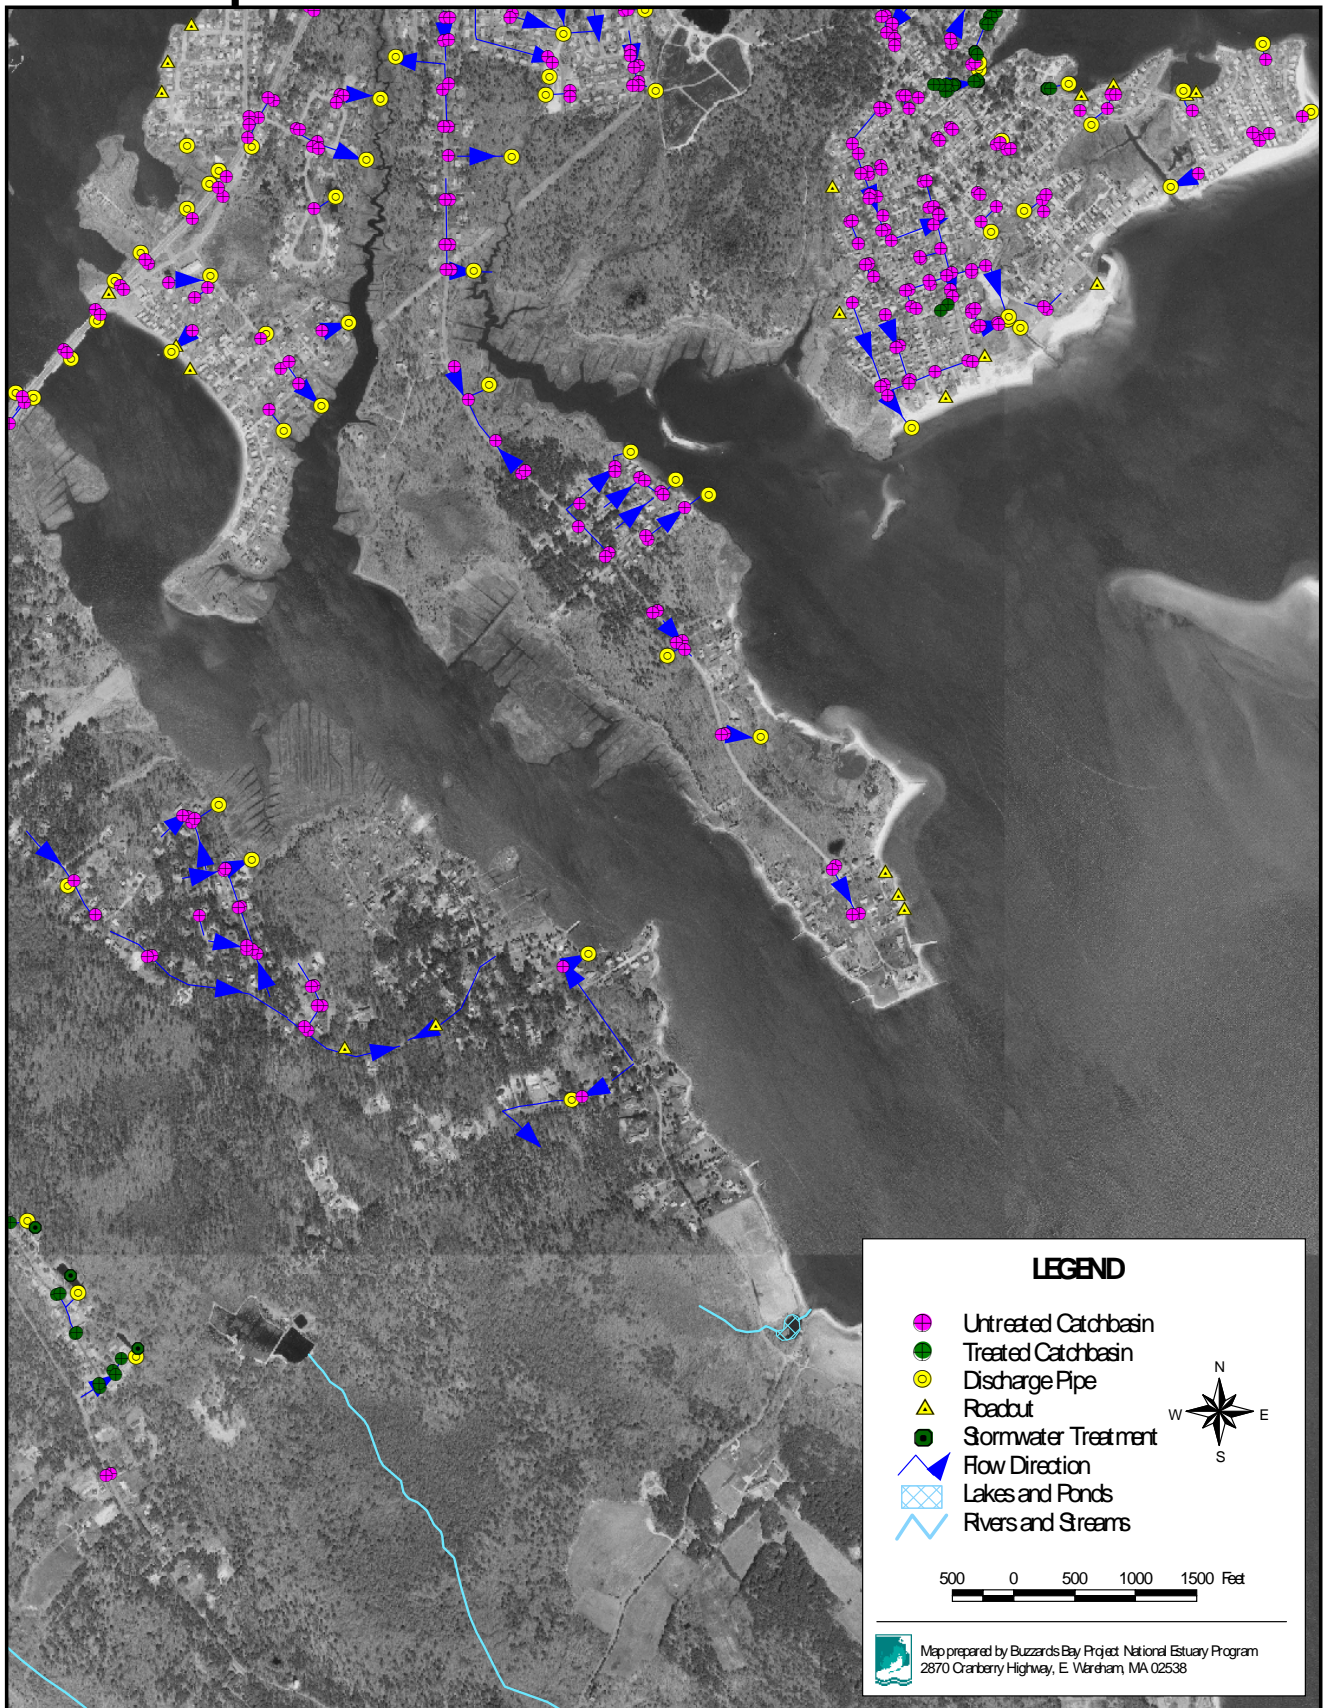 LEGEND
Untreated Catchbasin
Treated Catchbasin
Discharge Pipe
Roadcut
Stormwater Treatment
Flow Direction
Lakes and Ponds
Rivers and Streams
N
W E
S
500 0 500 1000 1500 Feet
Map prepared by Buzzards Bay Project National Estuary Program
2870 Cranberry Highway, E. Wareham, MA 02538